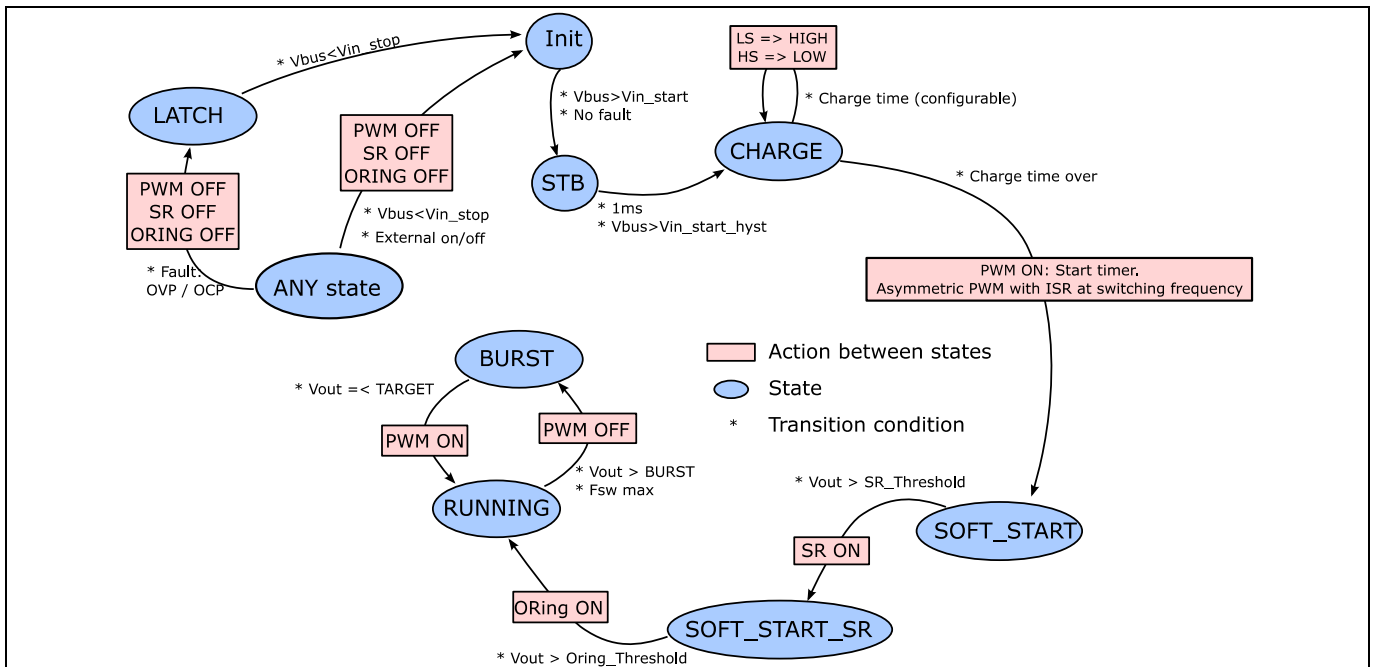 Init
* Vbus<Vin_stop
LS => HIGH
HS => LOW
* Charge time (configurable)
* Vbus>Vin_start
* No fault
LATCH
PWM OFF
SR OFF
ORING OFF
CHARGE
STB
* Charge time over
* 1ms
* Vbus>Vin_start_hyst
PWM OFF
SR OFF
ORING OFF
* Vbus<Vin_stop
* External on/off
* Fault:
OVP / OCP
ANY state
PWM ON: Start timer.
Asymmetric PWM with ISR at switching frequency
BURST
Action between states
* Vout =< TARGET
State
PWM ON
PWM OFF
* Transition condition
* Vout > BURST
* Fsw max
RUNNING
* Vout > SR_Threshold
SOFT_START
SR ON
ORing ON
SOFT_START_SR
* Vout > Oring_Threshold